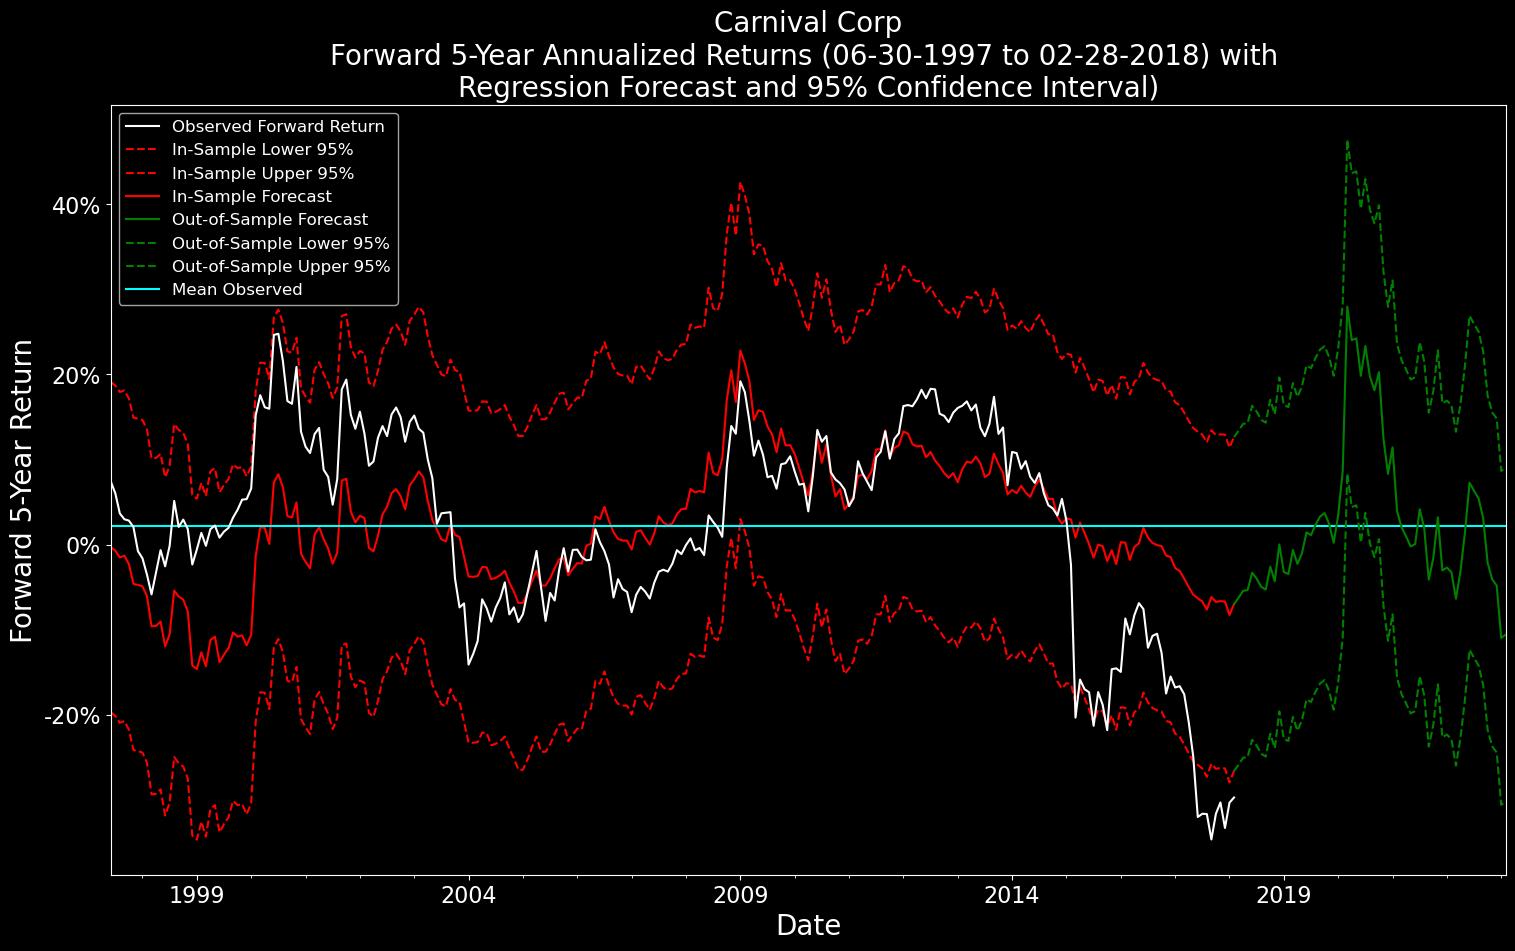 Carnival Corp
Forward 5-Year Annualized Returns (06-30-1997 to 02-28-2018) with
Regression Forecast and 95% Confidence Interval)
Observed Forward Return
In-Sample Lower 95%
In-Sample Upper 95%
In-Sample Forecast
Out-of-Sample Forecast
Out-of-Sample Lower 95%
Out-of-Sample Upper 95%
Mean Observed
Forward 5-Year Return
40%
20%
0%
-20%
1999
2004
2009
2014
2019
Date